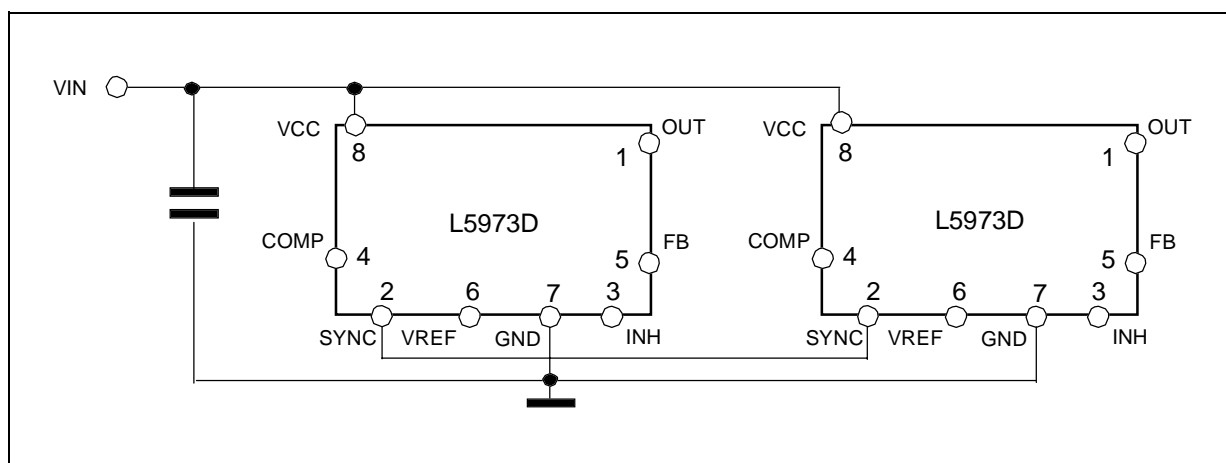 VIN
VCC
8
OUT
1
L5973D
COMP
4
FB
5
2
6
7
3
SYNC
VREF
GND
INH
VCC
8
OUT
1
L5973D
COMP
4
FB
5
2
6
7
3
SYNC
VREF
GND
INH